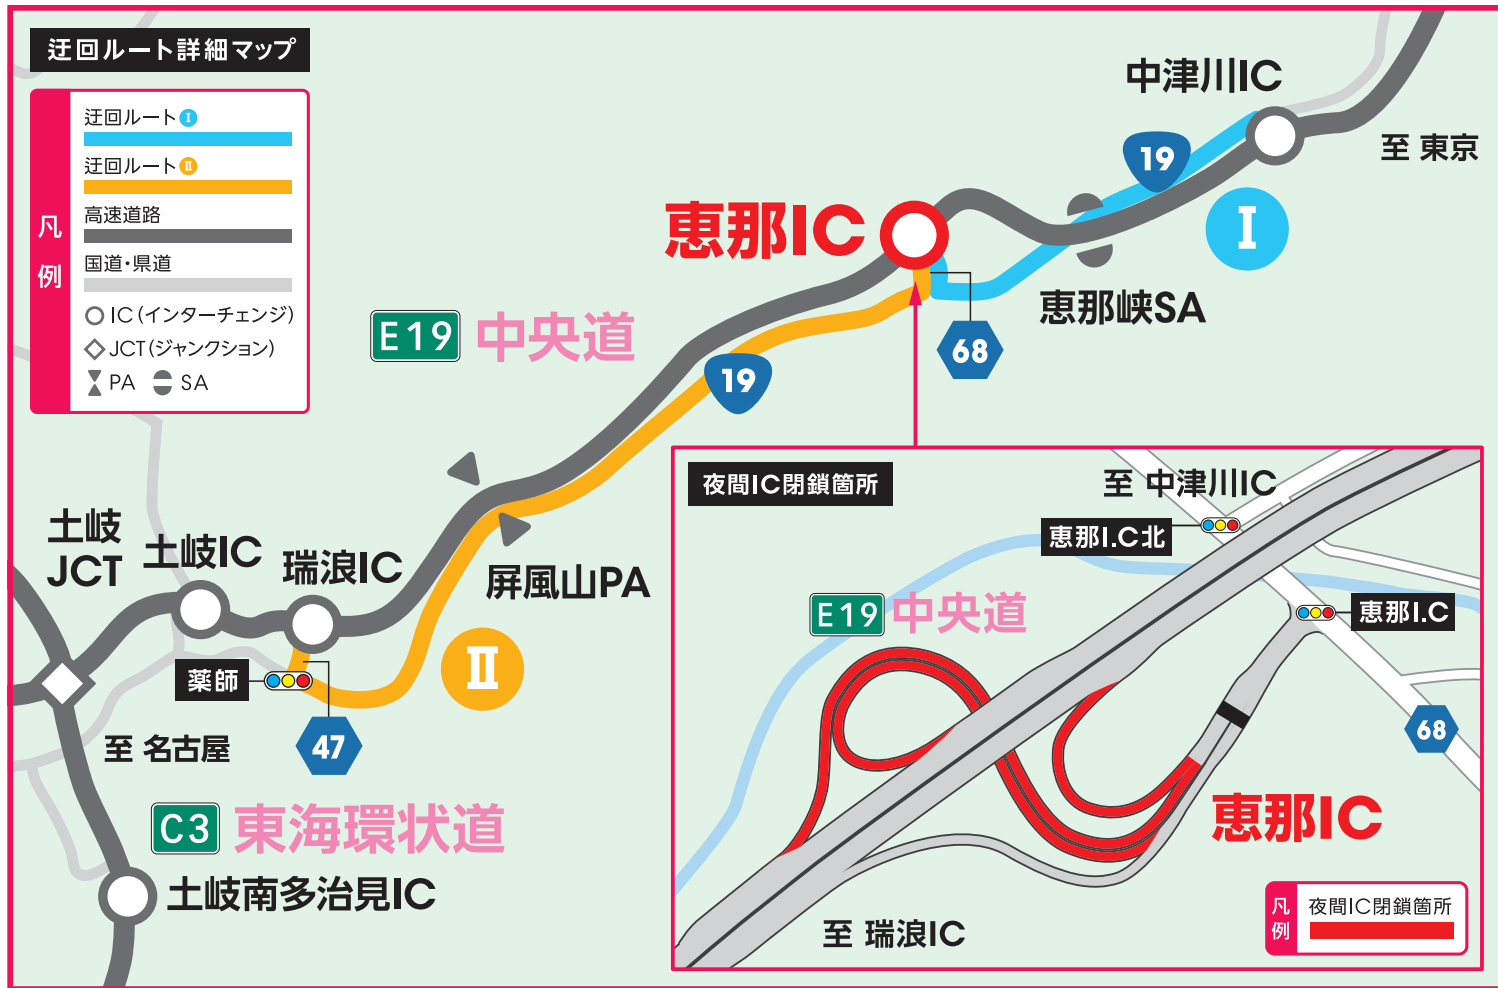 迂回ルート詳細マップ
凡例
迂回ルートⅠ
迂回ルートⅡ
高速道路
国道・県道
IC(インターチェンジ)
JCT(ジャンクション)
PA
SA
中津川IC
至 東京
19
Ⅰ
恵那IC
恵那峡SA
68
E19 中央道
19
屏風山PA
土岐
JCT
土岐IC
瑞浪IC
薬師
Ⅱ
47
至 名古屋
C3 東海環状道
土岐南多治見IC
夜間IC閉鎖箇所
至 中津川IC
恵那I.C北
E19 中央道
恵那I.C
68
恵那IC
至 瑞浪IC
凡例
夜間IC閉鎖箇所